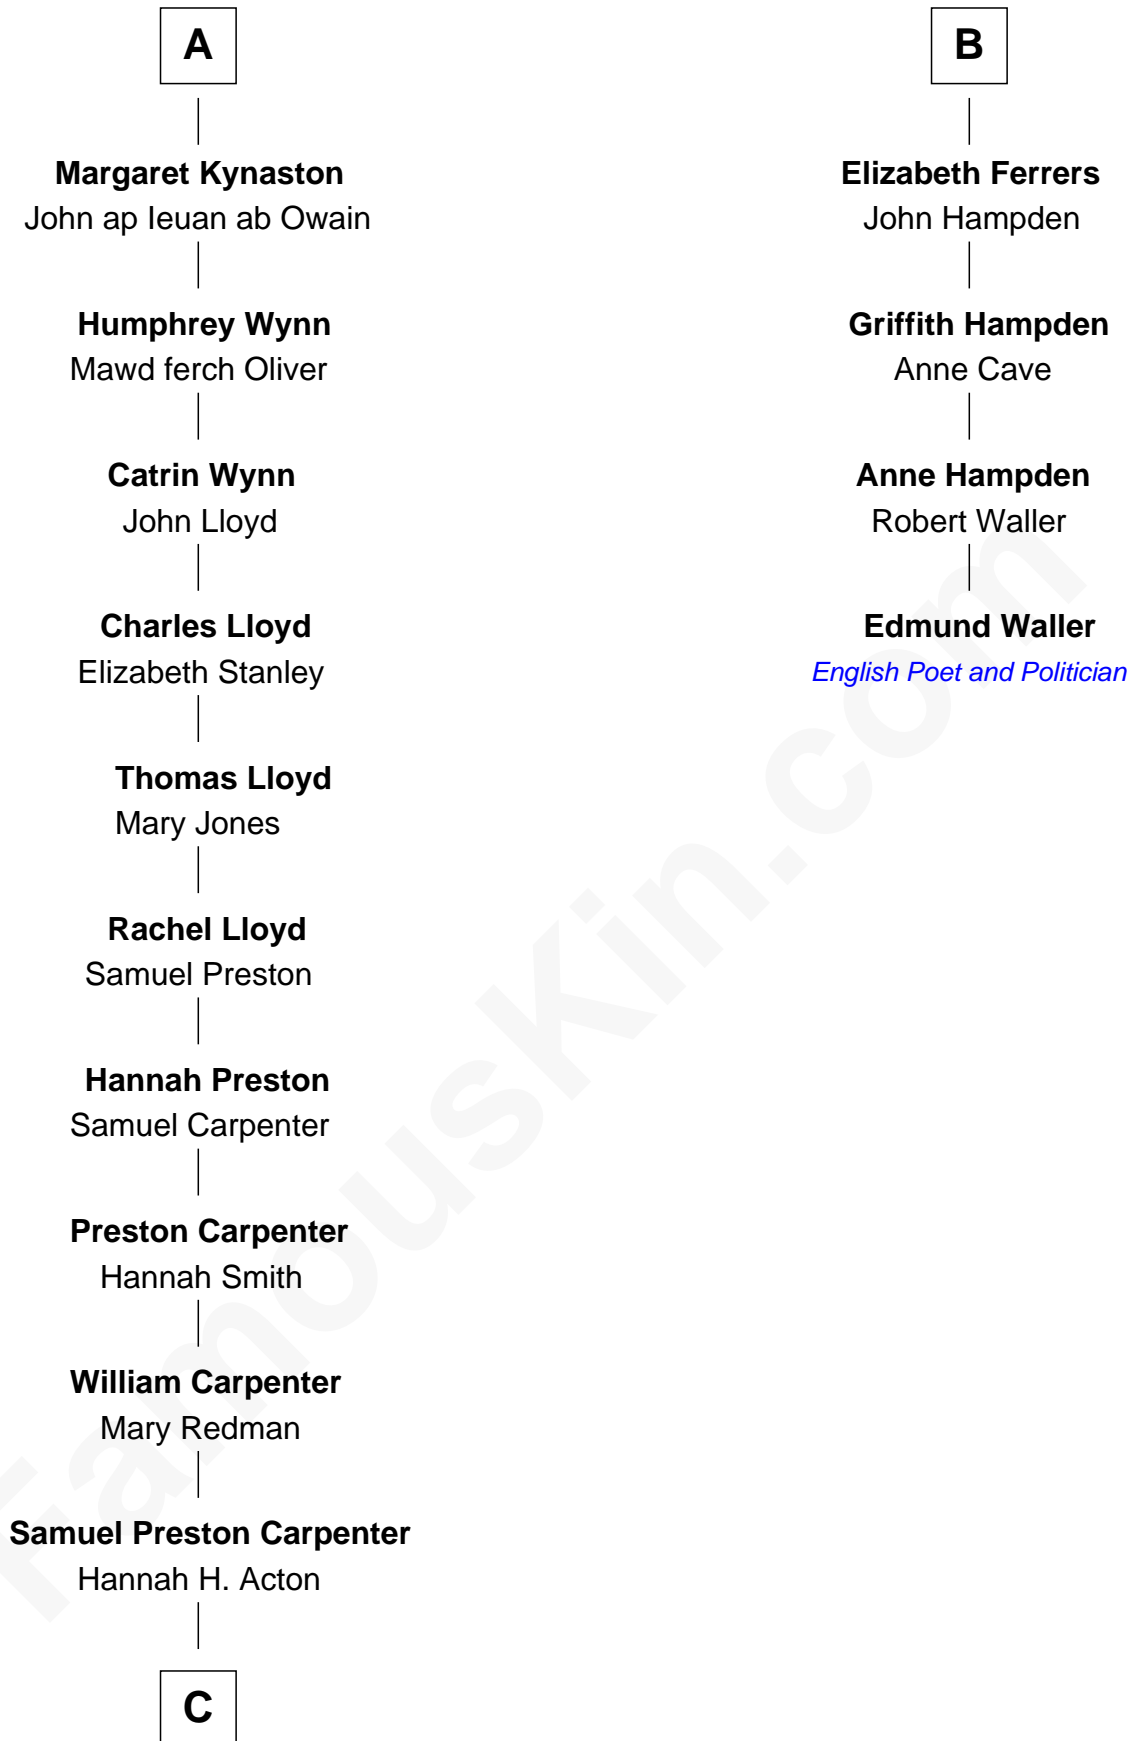 A
Margaret Kynaston
John ap Ieuan ab Owain
Humphrey Wynn
Mawd ferch Oliver
Catrin Wynn
John Lloyd
Charles Lloyd
Elizabeth Stanley
Thomas Lloyd
Mary Jones
Rachel Lloyd
Samuel Preston
Hannah Preston
Samuel Carpenter
Preston Carpenter
Hannah Smith
William Carpenter
Mary Redman
Samuel Preston Carpenter
Hannah H. Acton
C
B
Elizabeth Ferrers
John Hampden
Griffith Hampden
Anne Cave
Anne Hampden
Robert Waller
Edmund Waller
English Poet and Politician
FamousKin.com